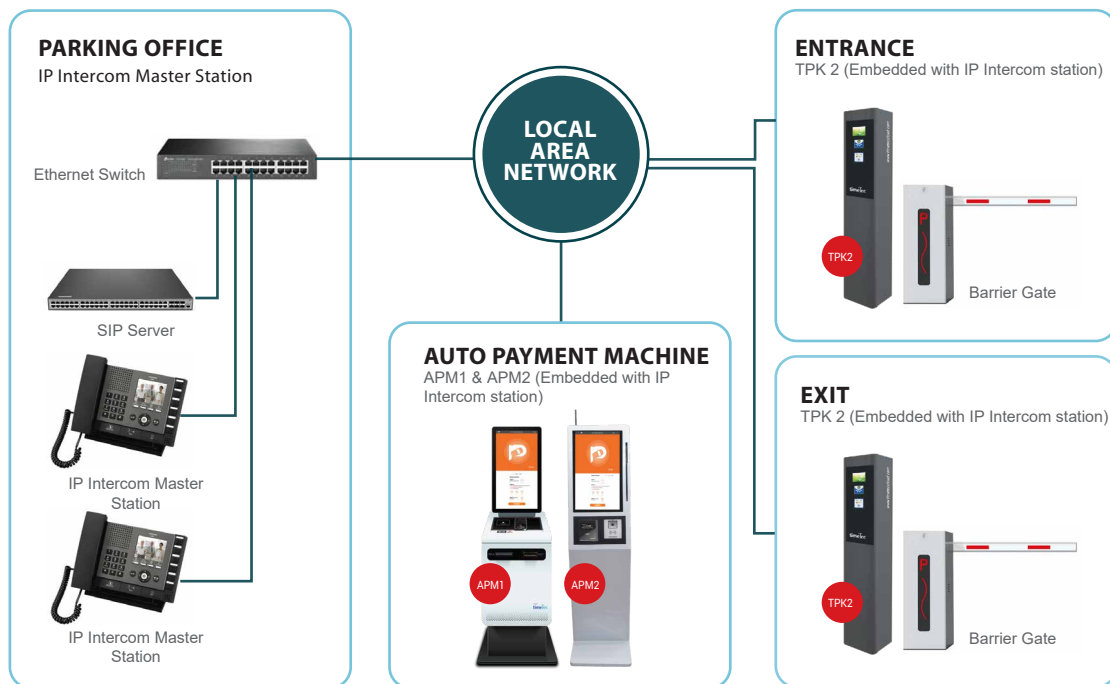 PARKING OFFICE
IP Intercom Master Station
Ethernet Switch
SIP Server
IP Intercom Master
Station
IP Intercom Master
Station
LOCAL
AREA
NETWORK
AUTO PAYMENT MACHINE
APM1 & APM2 (Embedded with IP
Intercom station)
APM1
APM2
ENTRANCE
TPK 2 (Embedded with IP Intercom station)
TPK2
P
Barrier Gate
EXIT
TPK 2 (Embedded with IP Intercom station)
TPK2
P
Barrier Gate